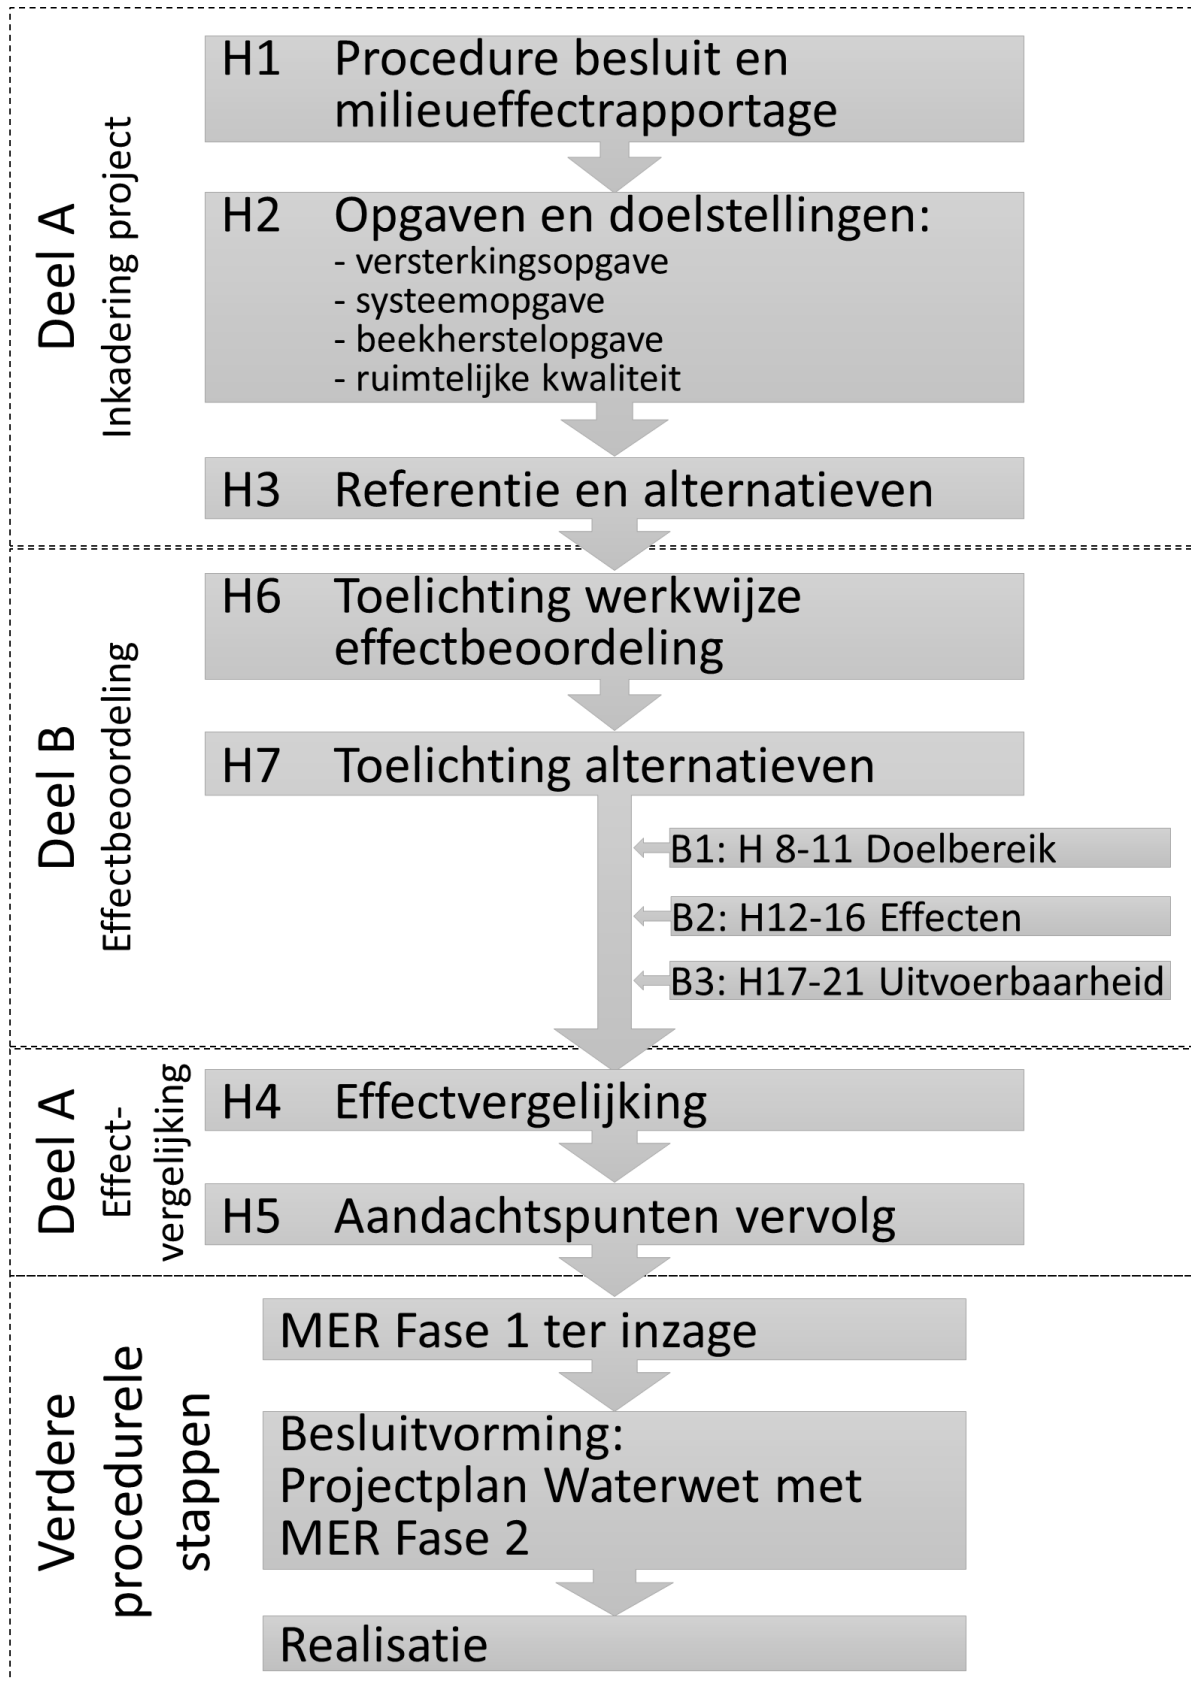 Deel A
Inkadering project
H1 Procedure besluit en
milieueffectrapportage
H2 Opgaven en doelstellingen:
- versterkingsopgave
- systeemopgave
- beekherstelopgave
- ruimtelijke kwaliteit
H3 Referentie en alternatieven
Deel B
Effectbeoordeling
H6 Toelichting werkwijze
effectbeoordeling
H7 Toelichting alternatieven
B1: H 8-11 Doelbereik
B2: H12-16 Effecten
B3: H17-21 Uitvoerbaarheid
Deel A
Effect-
vergelijking
H4 Effectvergelijking
H5 Aandachtspunten vervolg
Verdere
procedurele
stappen
MER Fase 1 ter inzage
Besluitvorming:
Projectplan Waterwet met
MER Fase 2
Realisatie